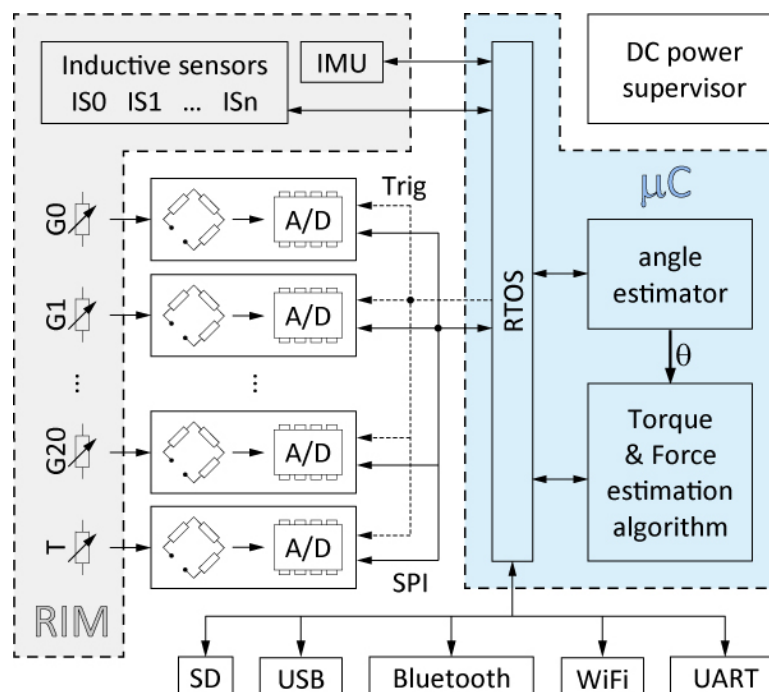 Inductive sensors
IS0 IS1 ... ISn
IMU
DC power
supervisor
μC
Trig
G0
A/D
G1
A/D
...
...
G20
A/D
T
A/D
SPI
RTOS
angle
estimator
θ
Torque
& Force
estimation
algorithm
RIM
SD
USB
Bluetooth
WiFi
UART